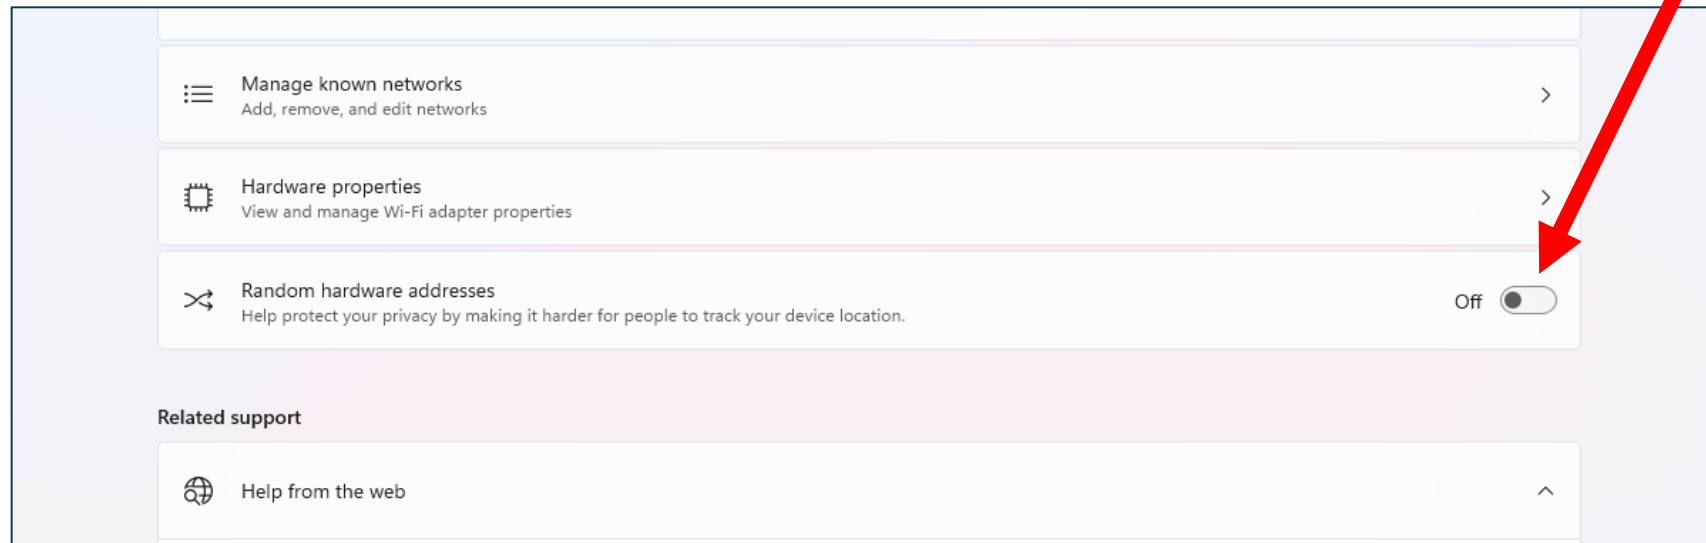 Manage known networks
Add, remove, and edit networks
Hardware properties
View and manage Wi-Fi adapter properties
Random hardware addresses
Help protect your privacy by making it harder for people to track your device location.
Off
Related support
Help from the web